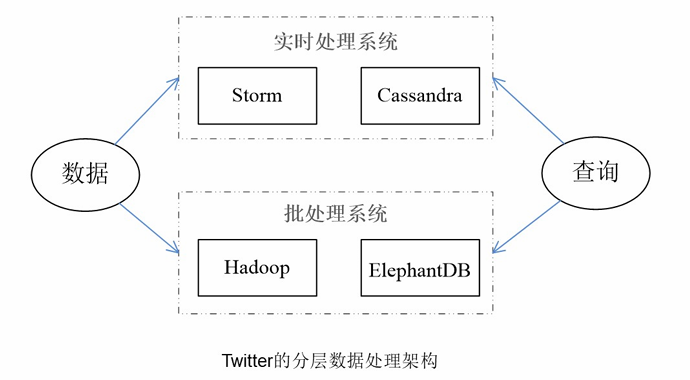 实时处理系统
Storm
Cassandra
数据
查询
批处理系统
Hadoop
ElephantDB
Twitter的分层数据处理架构